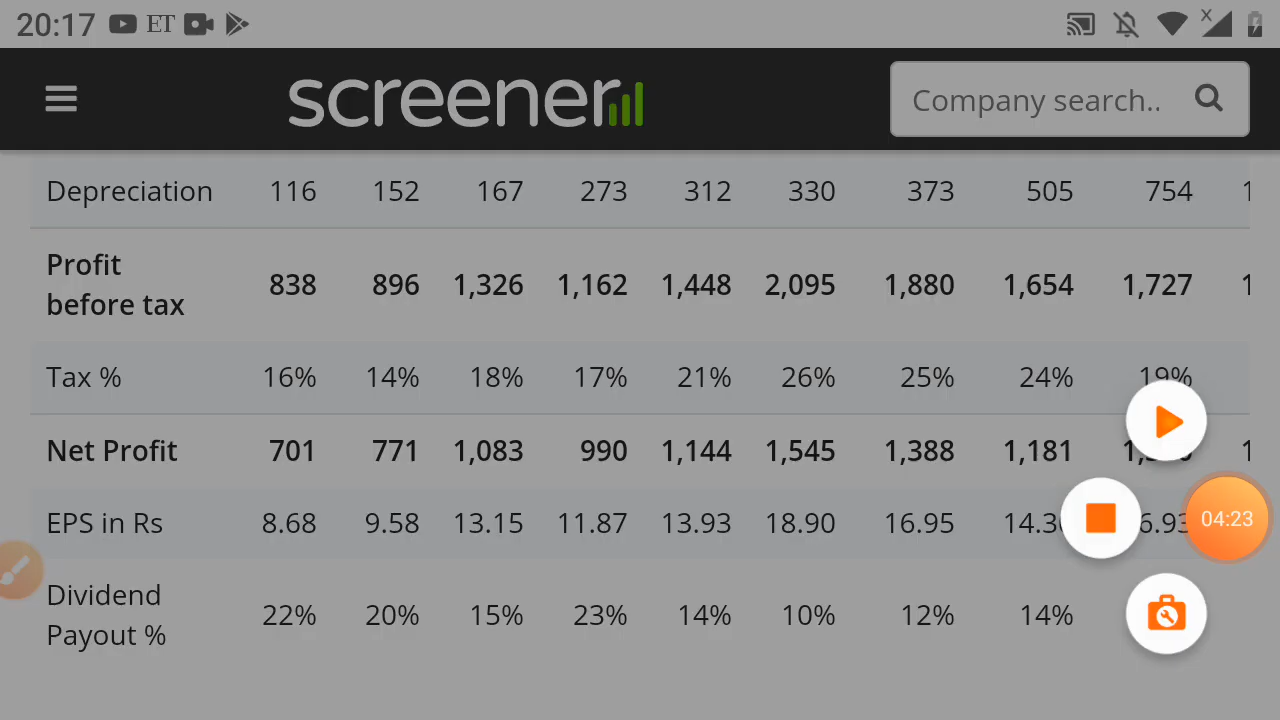 20:17 ET
screener
Company search..
Depreciation 116 152 167 273 312 330 373 505 754 1
Profit before tax 838 896 1,326 1,162 1,448 2,095 1,880 1,654 1,727 1
Tax % 16% 14% 18% 17% 21% 26% 25% 24% 19%
Net Profit 701 771 1,083 990 1,144 1,545 1,388 1,181 1
EPS in Rs 8.68 9.58 13.15 11.87 13.93 18.90 16.95
04:23
Dividend Payout % 22% 20% 15% 23% 14% 10% 12% 14%